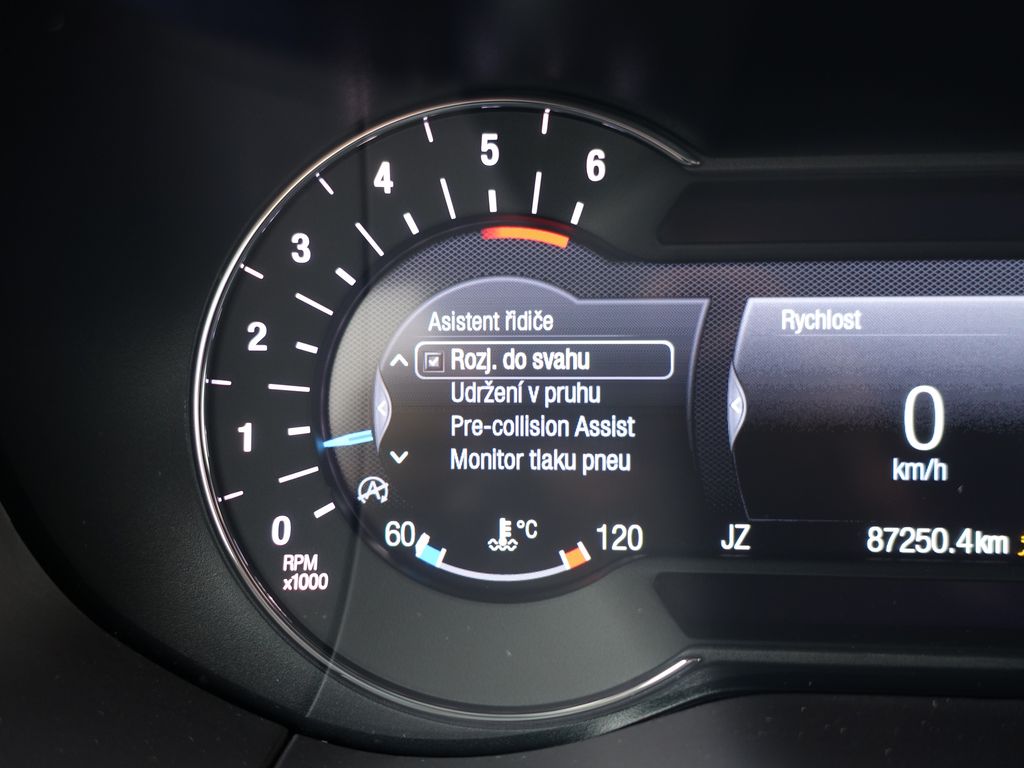 6
5
4
3
2
1
0
RPM
x1000
Asistent řidiče
Rozj. do svahu
Udržení v pruhu
Pre-collision Assist
Monitor tlaku pneu
60 °C 120
Rychlost
0
km/h
JZ 87250.4km